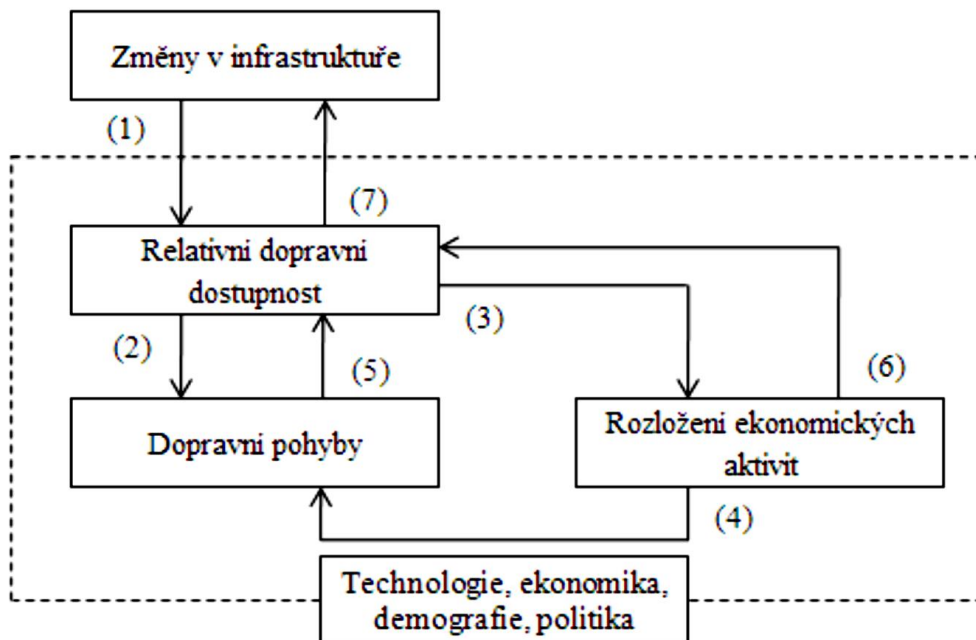 Změny v infrastruktuře
(1)
(7)
Relativní dopravní
dostupnost
(3)
(2)
(5)
(6)
Dopravní pohyby
Rozložení ekonomických
aktivit
(4)
Technologie, ekonomika,
demografie, politika